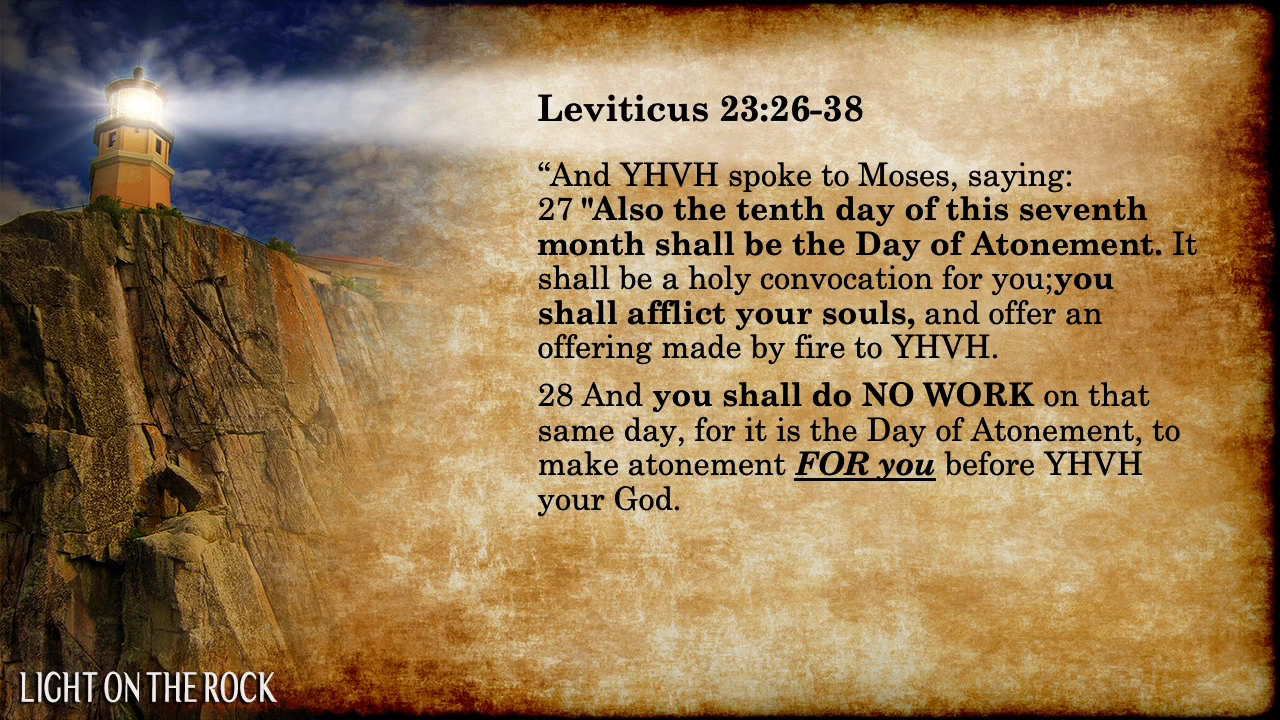 Leviticus 23:26-38
“And YHVH spoke to Moses, saying:
27 "Also the tenth day of this seventh
month shall be the Day of Atonement. It
shall be a holy convocation for you;you
shall afflict your souls, and offer an
offering made by fire to YHVH.
28 And you shall do NO WORK on that
same day, for it is the Day of Atonement, to
make atonement FOR you before YHVH
your God.
LIGHT ON THE ROCK